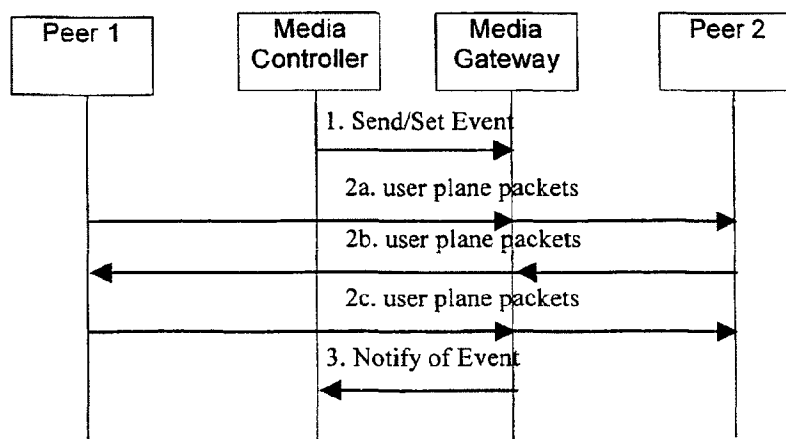 Peer 1
Media
Controller
Media
Gateway
Peer 2
1. Send/Set Event
2a. user plane packets
2b. user plane packets
2c. user plane packets
3. Notify of Event